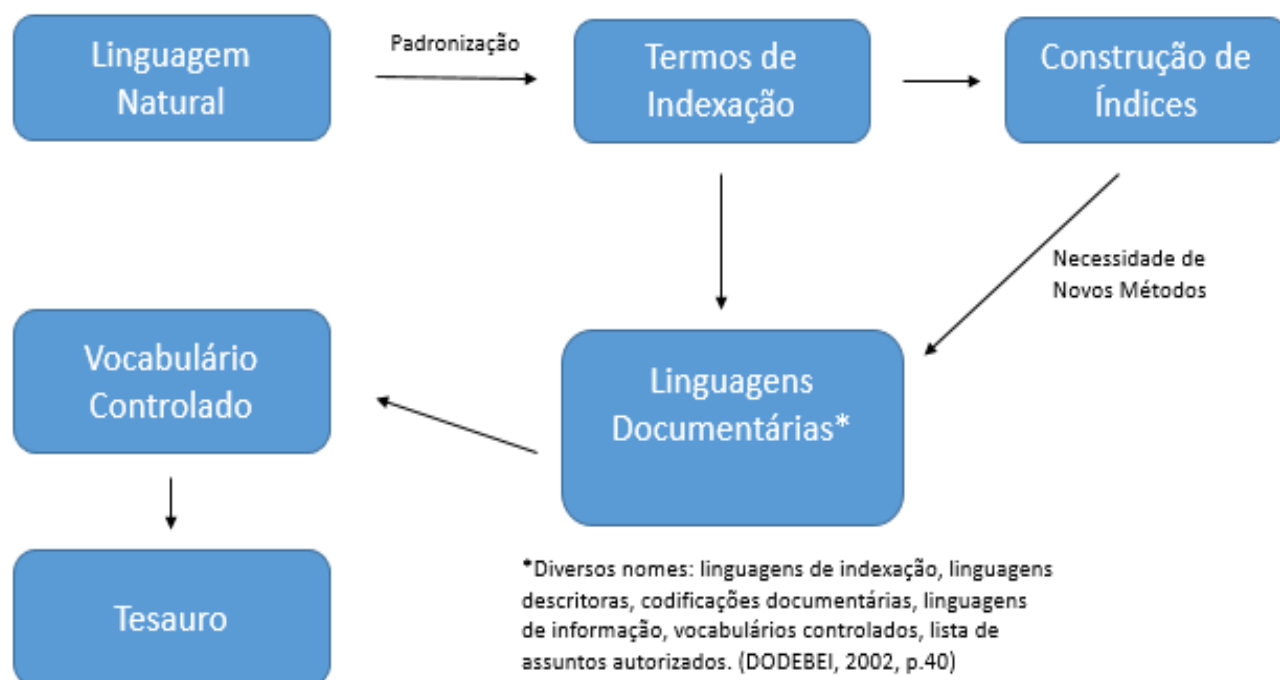 Linguagem
Natural
Padronização
Termos de
Indexação
Construção de
Índices
Necessidade de
Novos Métodos
Linguagens
Documentárias*
Vocabulário
Controlado
Tesauro
*Diversos nomes: linguagens de indexação, linguagens
descritoras, codificações documentárias, linguagens
de informação, vocabulários controlados, lista de
assuntos autorizados. (DODEBEI, 2002, p.40)